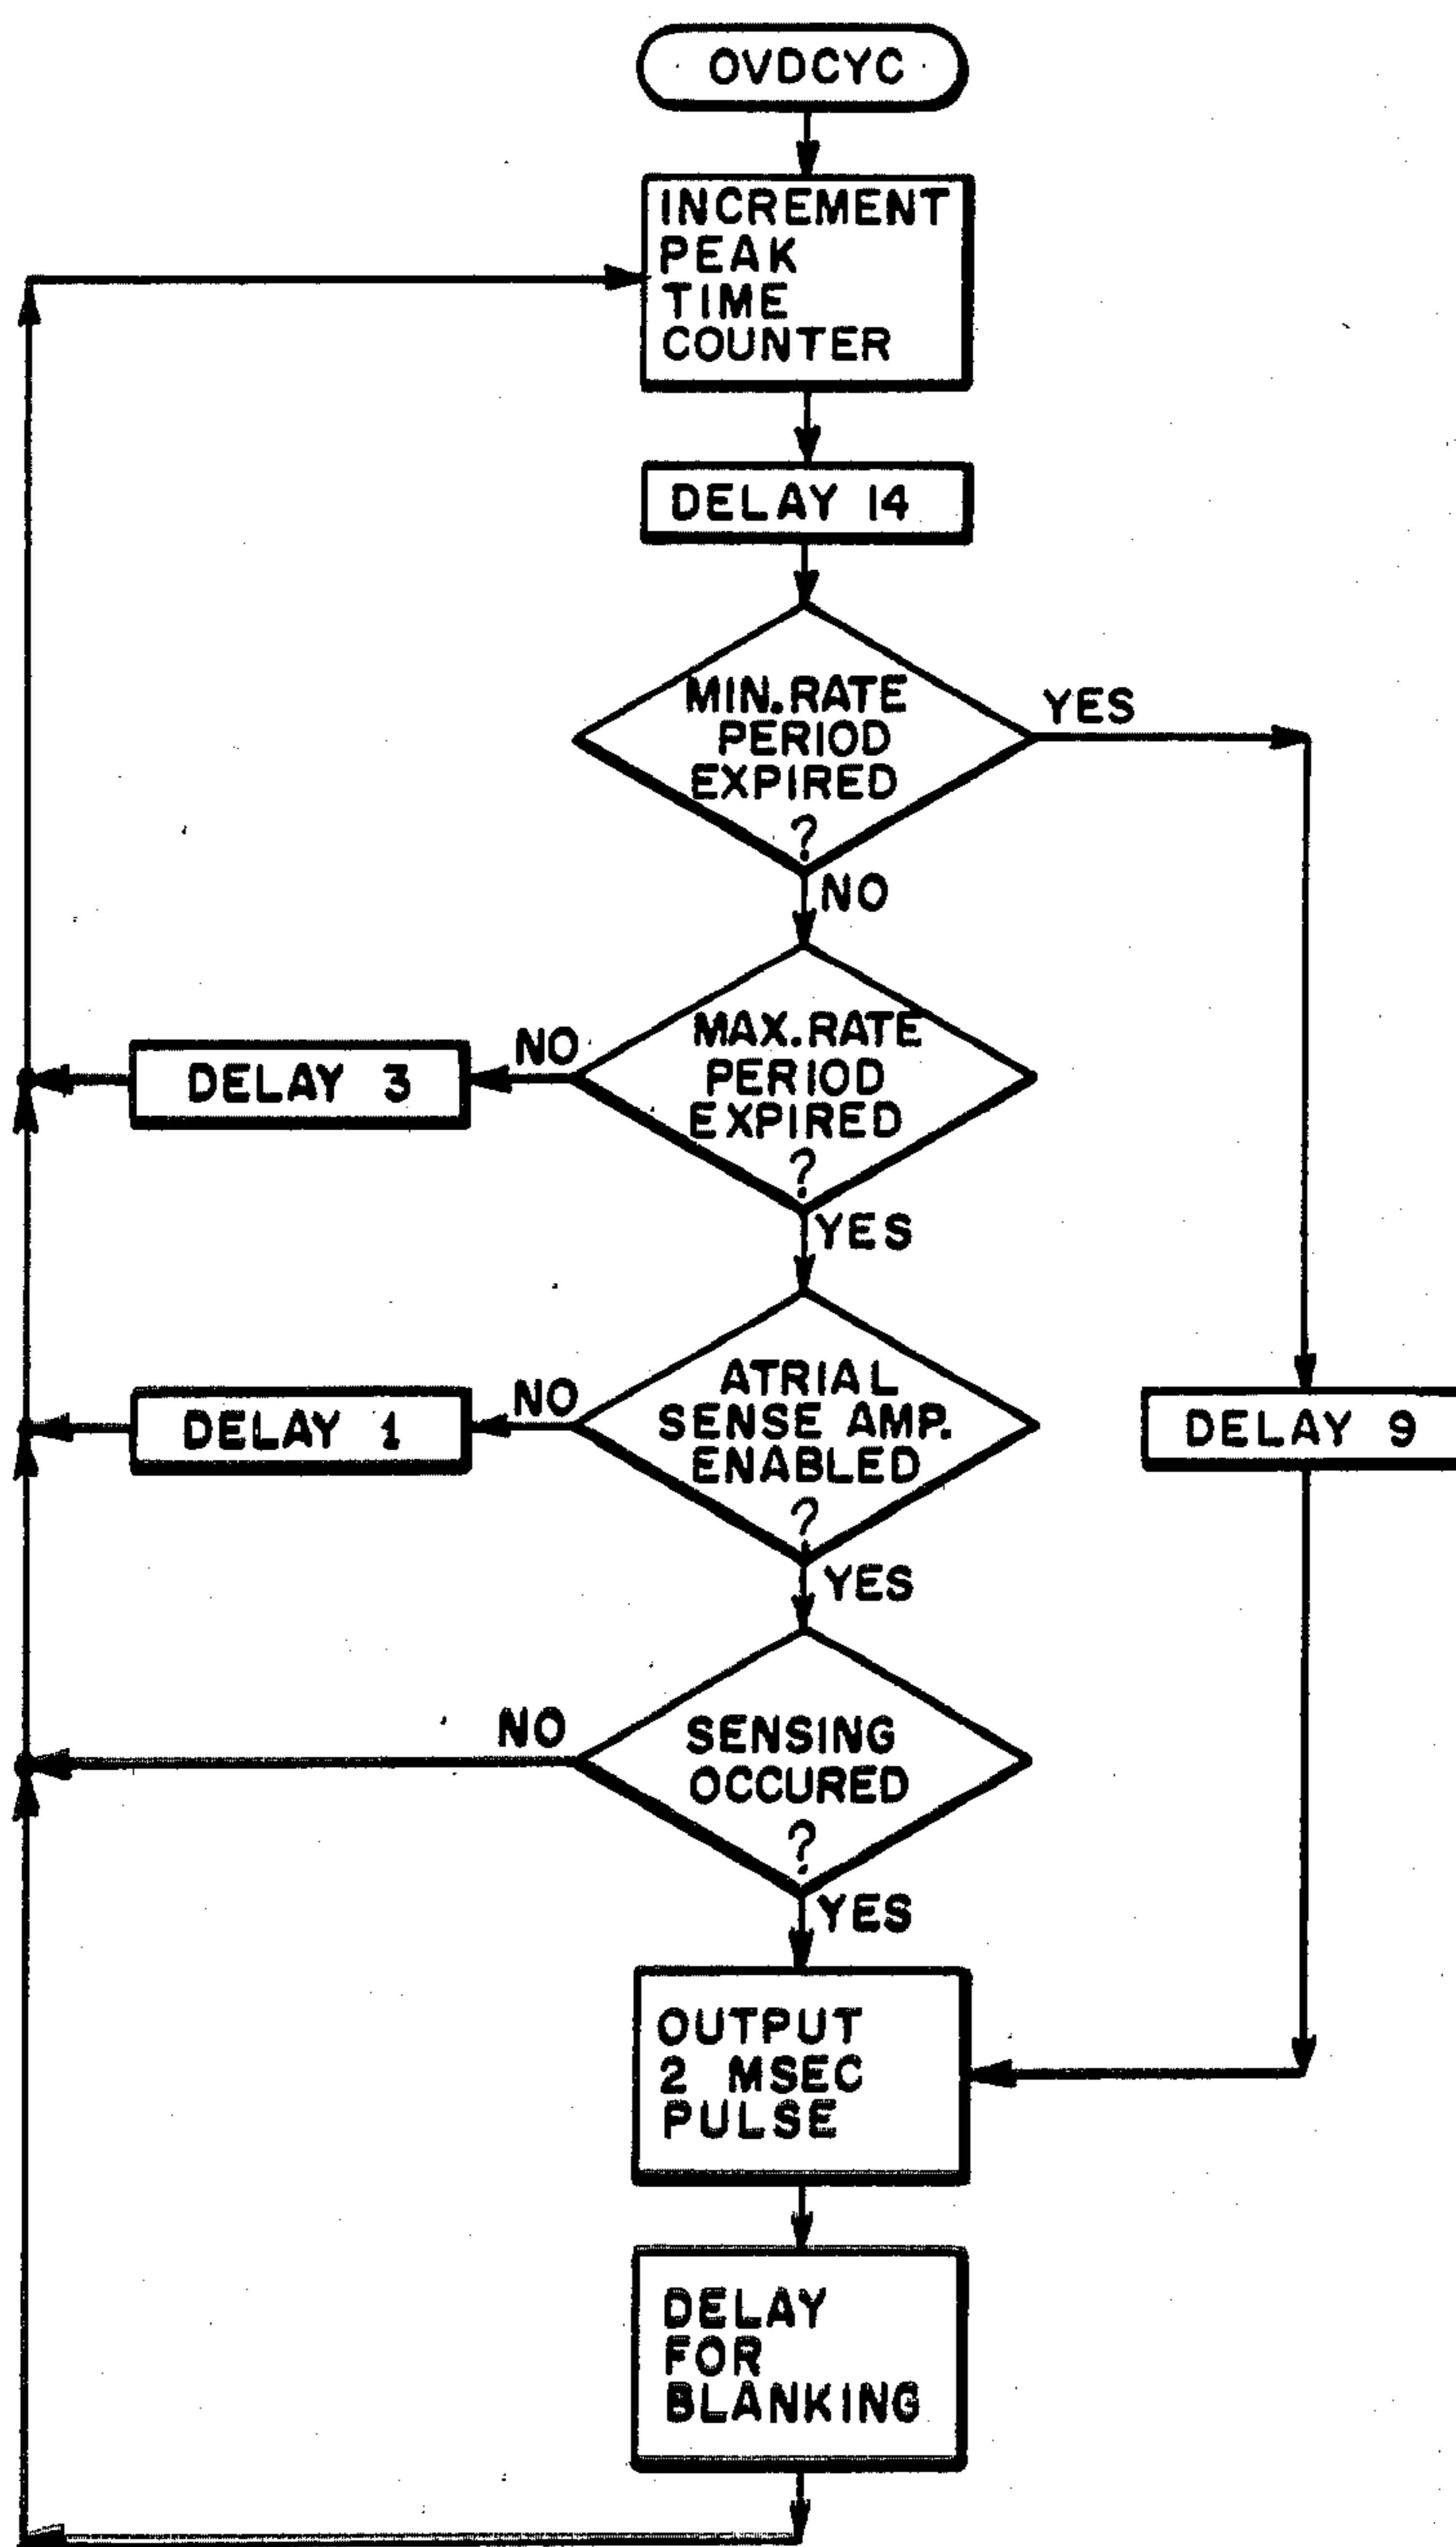 OVDCYC
INCREMENT
PEAK
TIME
COUNTER
DELAY 14
MIN. RATE
PERIOD
EXPIRED
?
YES
NO
MAX. RATE
PERIOD
EXPIRED
?
NO
DELAY 3
YES
ATRIAL
SENSE AMP.
ENABLED
?
NO
DELAY 1
DELAY 9
YES
SENSING
OCCURED
?
NO
YES
OUTPUT
2 MSEC
PULSE
DELAY
FOR
BLANKING